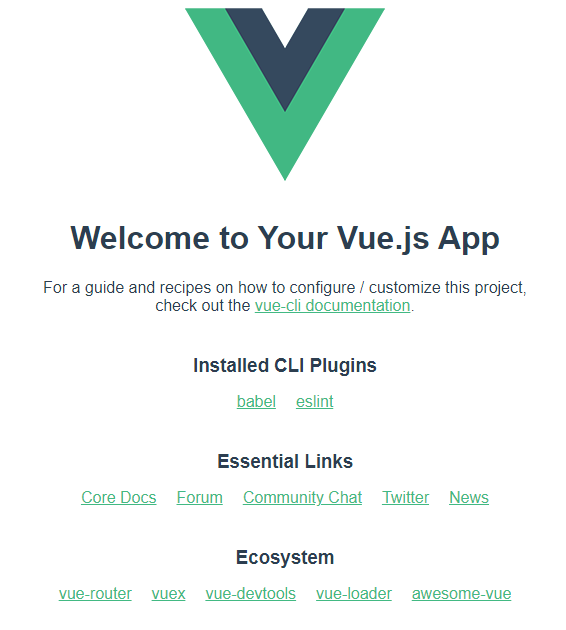 Welcome to Your Vue.js App
For a guide and recipes on how to configure / customize this project,
check out the vue-cli documentation.
Installed CLI Plugins
babel eslint
Essential Links
Core Docs Forum Community Chat Twitter News
Ecosystem
vue-router vuex vue-devtools vue-loader awesome-vue